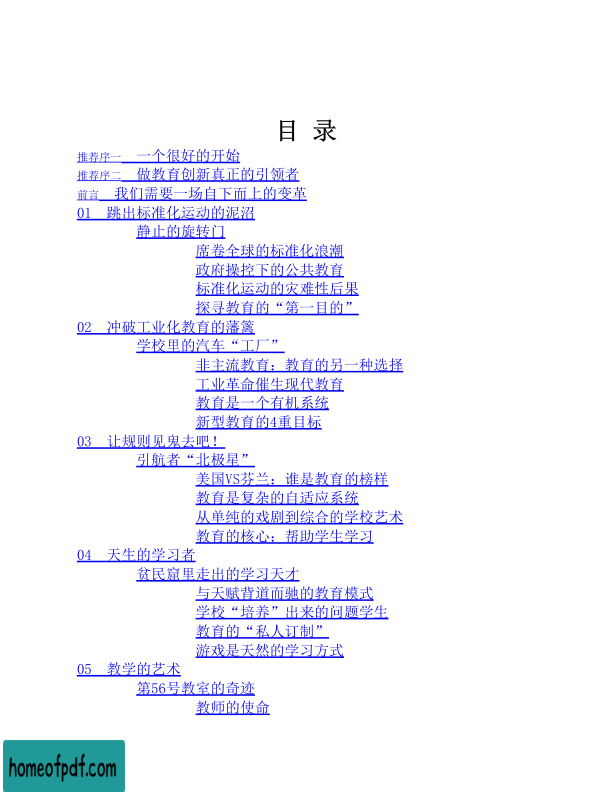 目 录
推荐序一　一个很好的开始
推荐序二　做教育创新真正的引领者
前言　我们需要一场自下而上的变革
01　跳出标准化运动的泥沼
静止的旋转门
席卷全球的标准化浪潮
政府操控下的公共教育
标准化运动的灾难性后果
探寻教育的“第一目的”
02　冲破工业化教育的藩篱
学校里的汽车“工厂”
非主流教育：教育的另一种选择
工业革命催生现代教育
教育是一个有机系统
新型教育的4重目标
03　让规则见鬼去吧！
引航者“北极星”
美国VS芬兰：谁是教育的榜样
教育是复杂的自适应系统
从单纯的戏剧到综合的学校艺术
教育的核心：帮助学生学习
04　天生的学习者
贫民窟里走出的学习天才
与天赋背道而驰的教育模式
学校“培养”出来的问题学生
教育的“私人订制”
游戏是天然的学习方式
05　教学的艺术
第56号教室的奇迹
教师的使命
homeofpdf.com